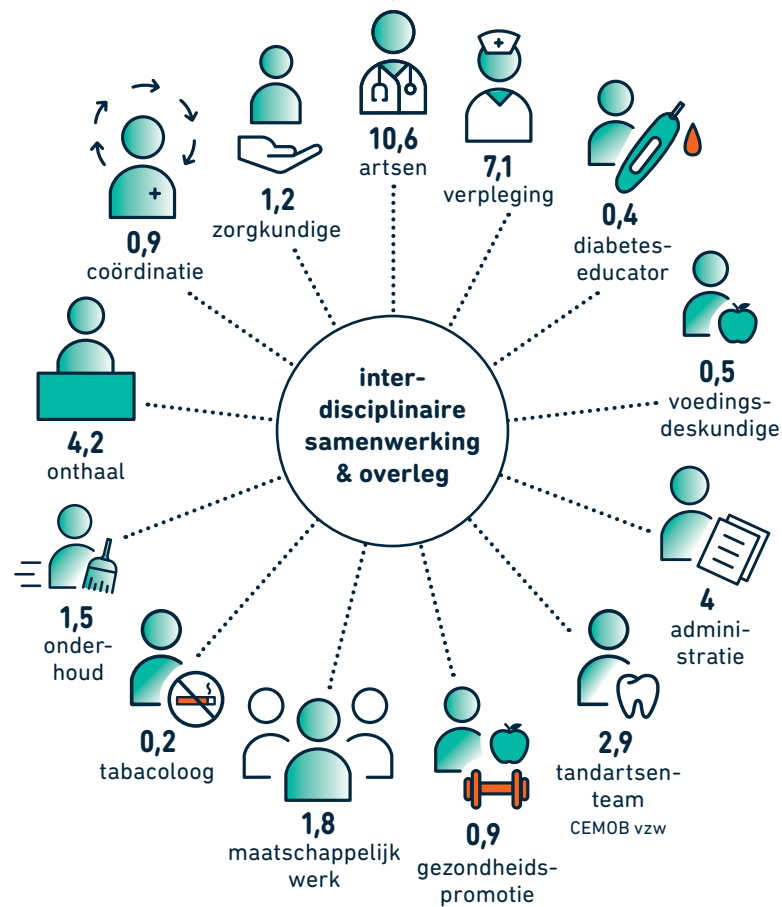 10,6
artsen
7,1
verpleging
0,4
diabetes-
educator
0,5
voedings-
deskundige
4
admini-
stratie
2,9
tandartsen-
team
CEMOB vzw
0,9
gezondheids-
promotie
1,8
maatschappelijk
werk
0,2
tabacoloog
1,5
onder-
houd
4,2
onthaal
0,9
coördinatie
1,2
zorgkundige
inter-
disciplinaire
samenwerking
& overleg